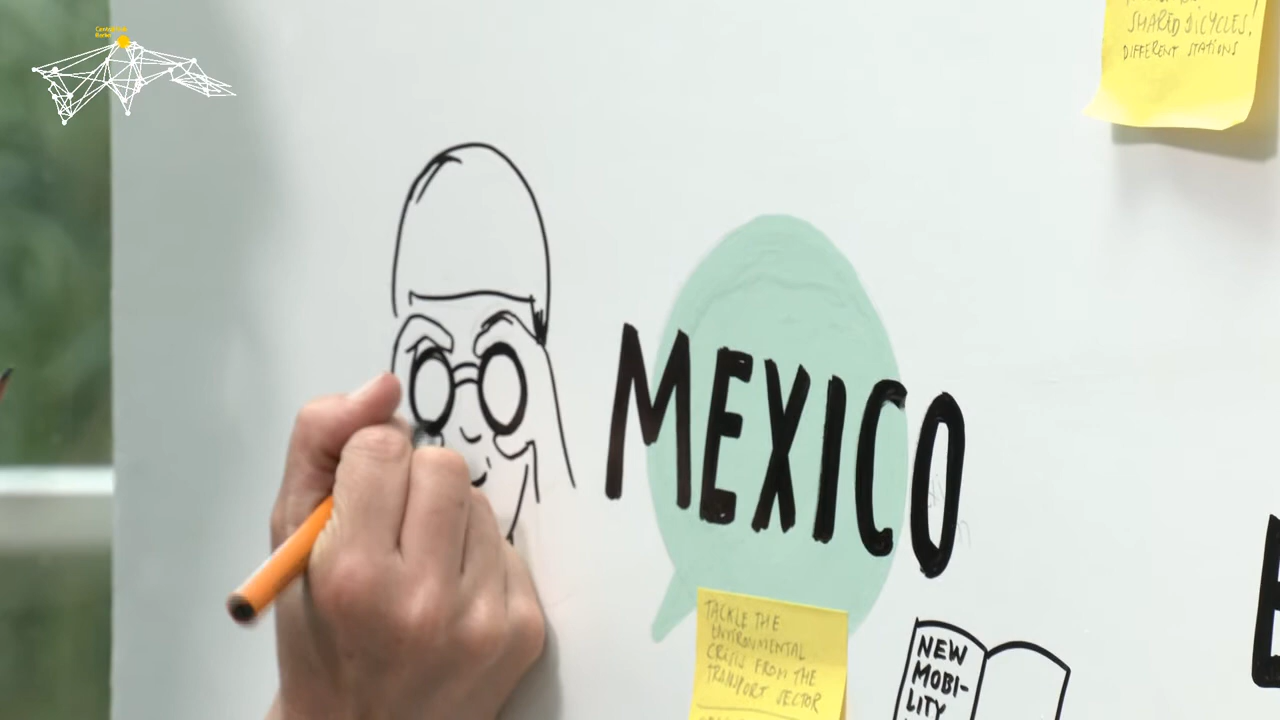 SHARED BICYCLES!
DIFFERENT STATIONS
MEXICO
TACKLE THE
ENVIRONMENTAL
CRISIS FROM THE
TRANSPORT SECTOR
NEW
MOBI-
LITY